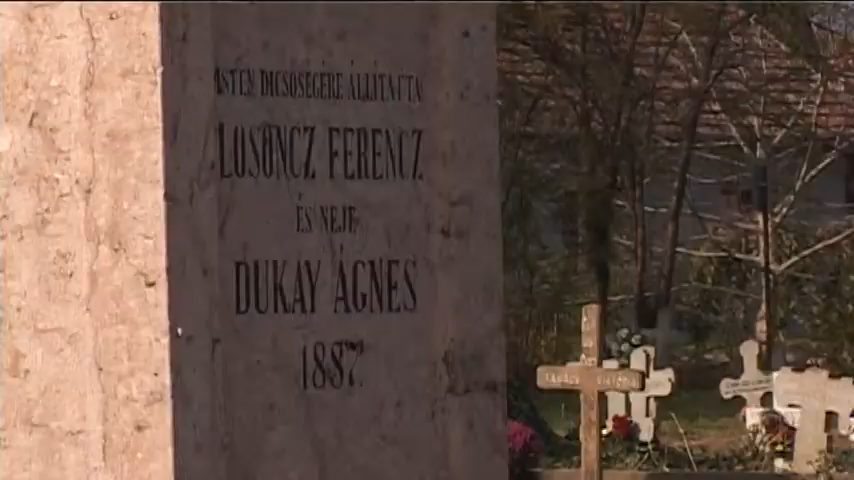 ISTEN DICSŐSÉGÉRE ÁLLÍTATTA
LOSONCZ FERENCZ
ÉS NEJE
DUKAY ÁGNES
1887.